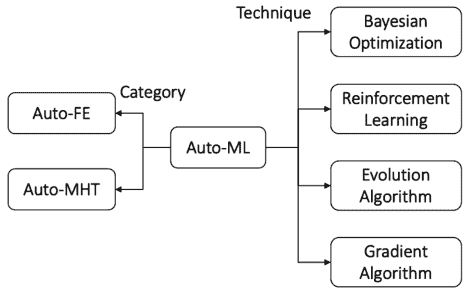 Technique
Bayesian
Optimization
Category
Reinforcement
Learning
Auto-FE
Auto-ML
Auto-MHT
Evolution
Algorithm
Gradient
Algorithm